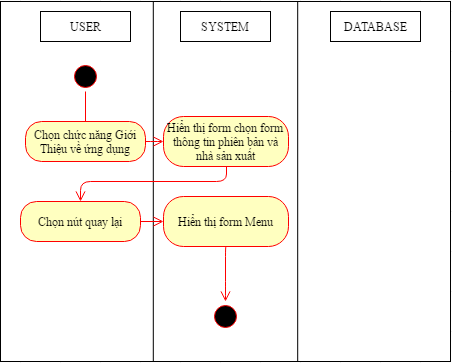 USER
SYSTEM
DATABASE
Chọn chức năng Giới
Thiệu về ứng dụng
Hiển thị form chọn form
thông tin phiên bản và
nhà sản xuất
Chọn nút quay lại
Hiển thị form Menu